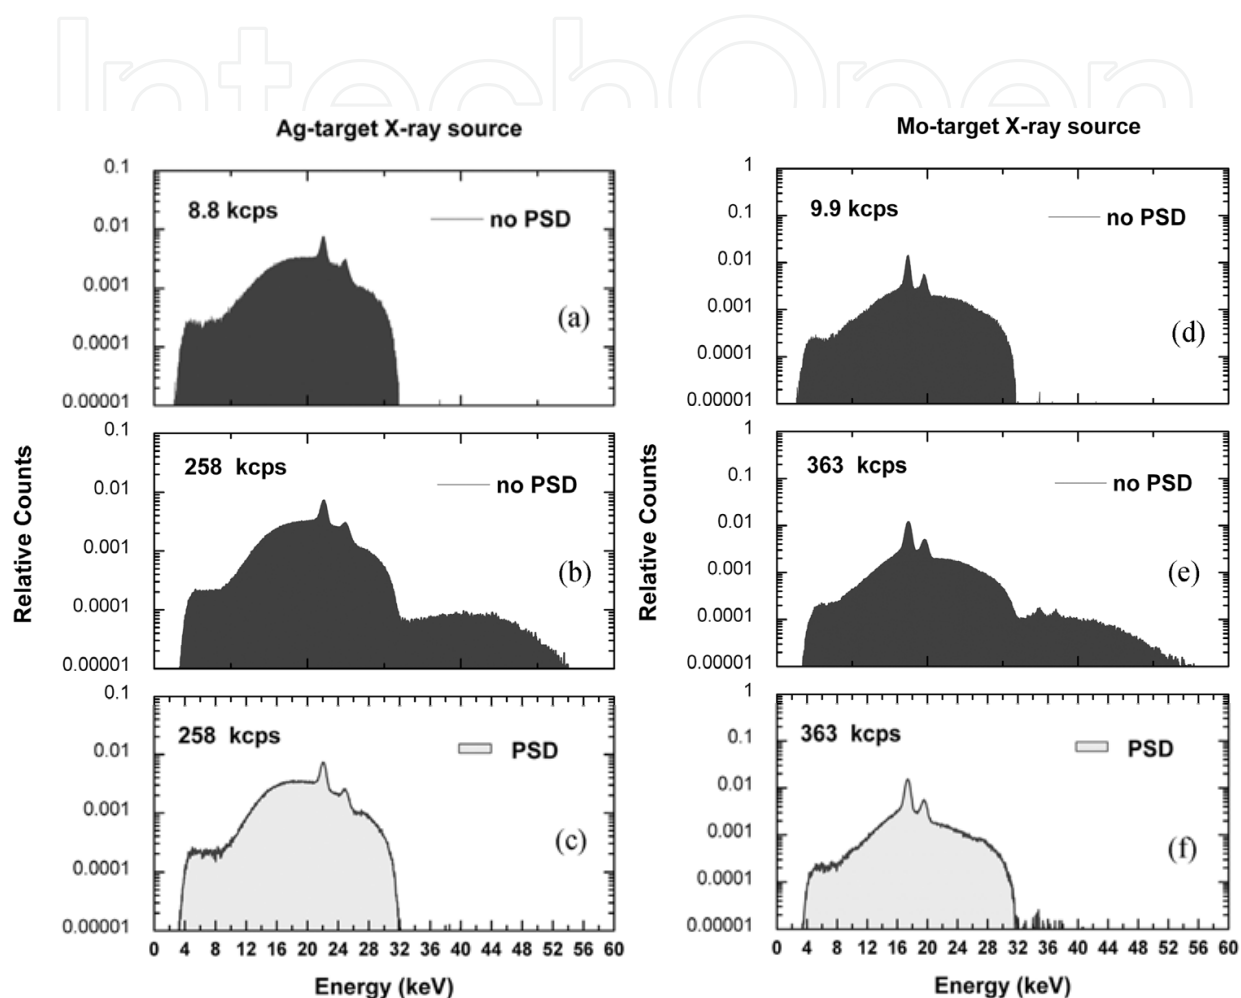 IntechOpen
Ag-target X-ray source
Mo-target X-ray source
0.1
0.01
0.001
0.0001
0.00001
8.8 kcps
no PSD
(a)
1
0.1
0.01
0.001
0.0001
0.00001
9.9 kcps
no PSD
(d)
Relative Counts
0.1
0.01
0.001
0.0001
0.00001
258 kcps
no PSD
(b)
Relative Counts
1
0.1
0.01
0.001
0.0001
0.00001
363 kcps
no PSD
(e)
0.1
0.01
0.001
0.0001
0.00001
258 kcps
PSD
(c)
0 4 8 12 16 20 24 28 32 36 40 44 48 52 56 60
Energy (keV)
1
0.1
0.01
0.001
0.0001
0.00001
363 kcps
PSD
(f)
0 4 8 12 16 20 24 28 32 36 40 44 48 52 56 60
Energy (keV)